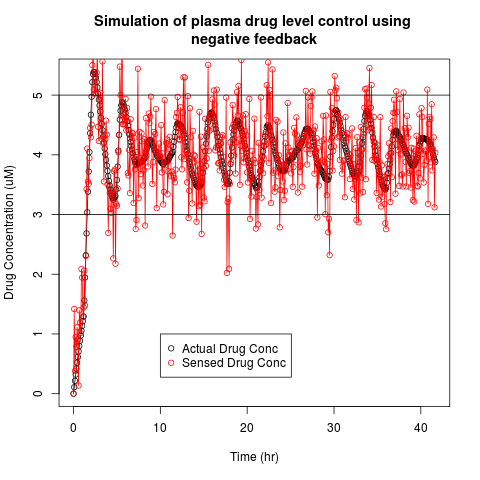 Simulation of plasma drug level control using
negative feedback
Drug Concentration (uM)
5
4
3
2
1
0
Actual Drug Conc
Sensed Drug Conc
0 10 20 30 40
Time (hr)